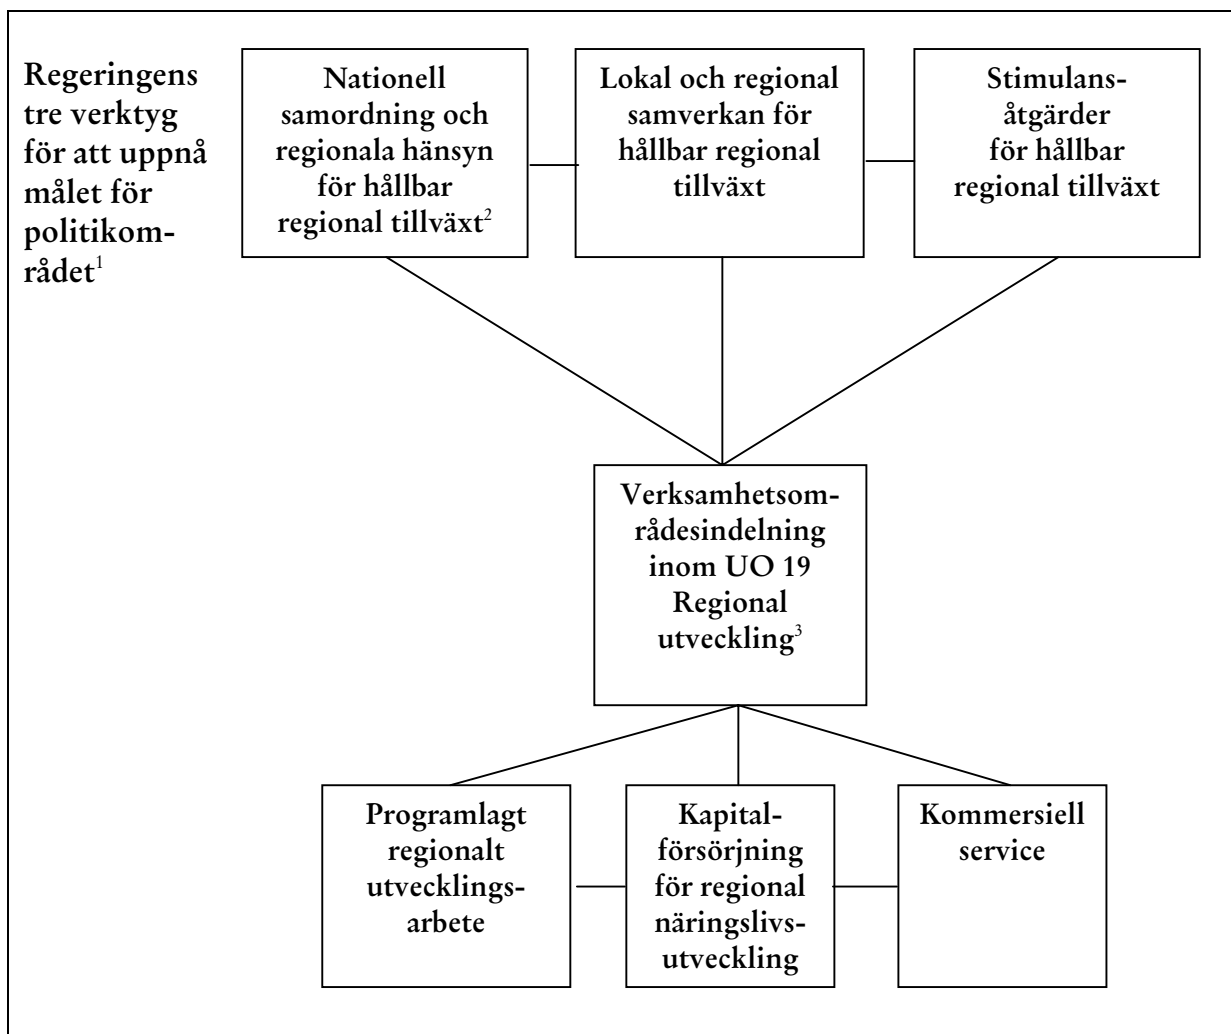 Regeringens
tre verktyg
för att uppnå
målet för
politikom-
rådet¹
Nationell
samordning och
regionala hänsyn
för hållbar
regional tillväxt²
Lokal och regional
samverkan för
hållbar regional
tillväxt
Stimulans-
åtgärder
för hållbar
regional tillväxt
Verksamhetsom-
rådesindelning
inom UO 19
Regional
utveckling³
Programlagt
regionalt
utvecklings-
arbete
Kapital-
försörjning
för regional
näringslivs-
utveckling
Kommersiell
service